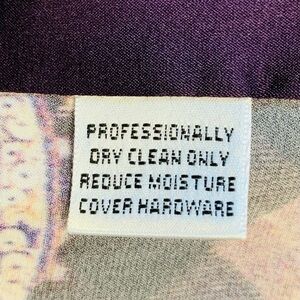 PROFESSIONALLY
DRY CLEAN ONLY
REDUCE MOISTURE
COVER HARDWARE